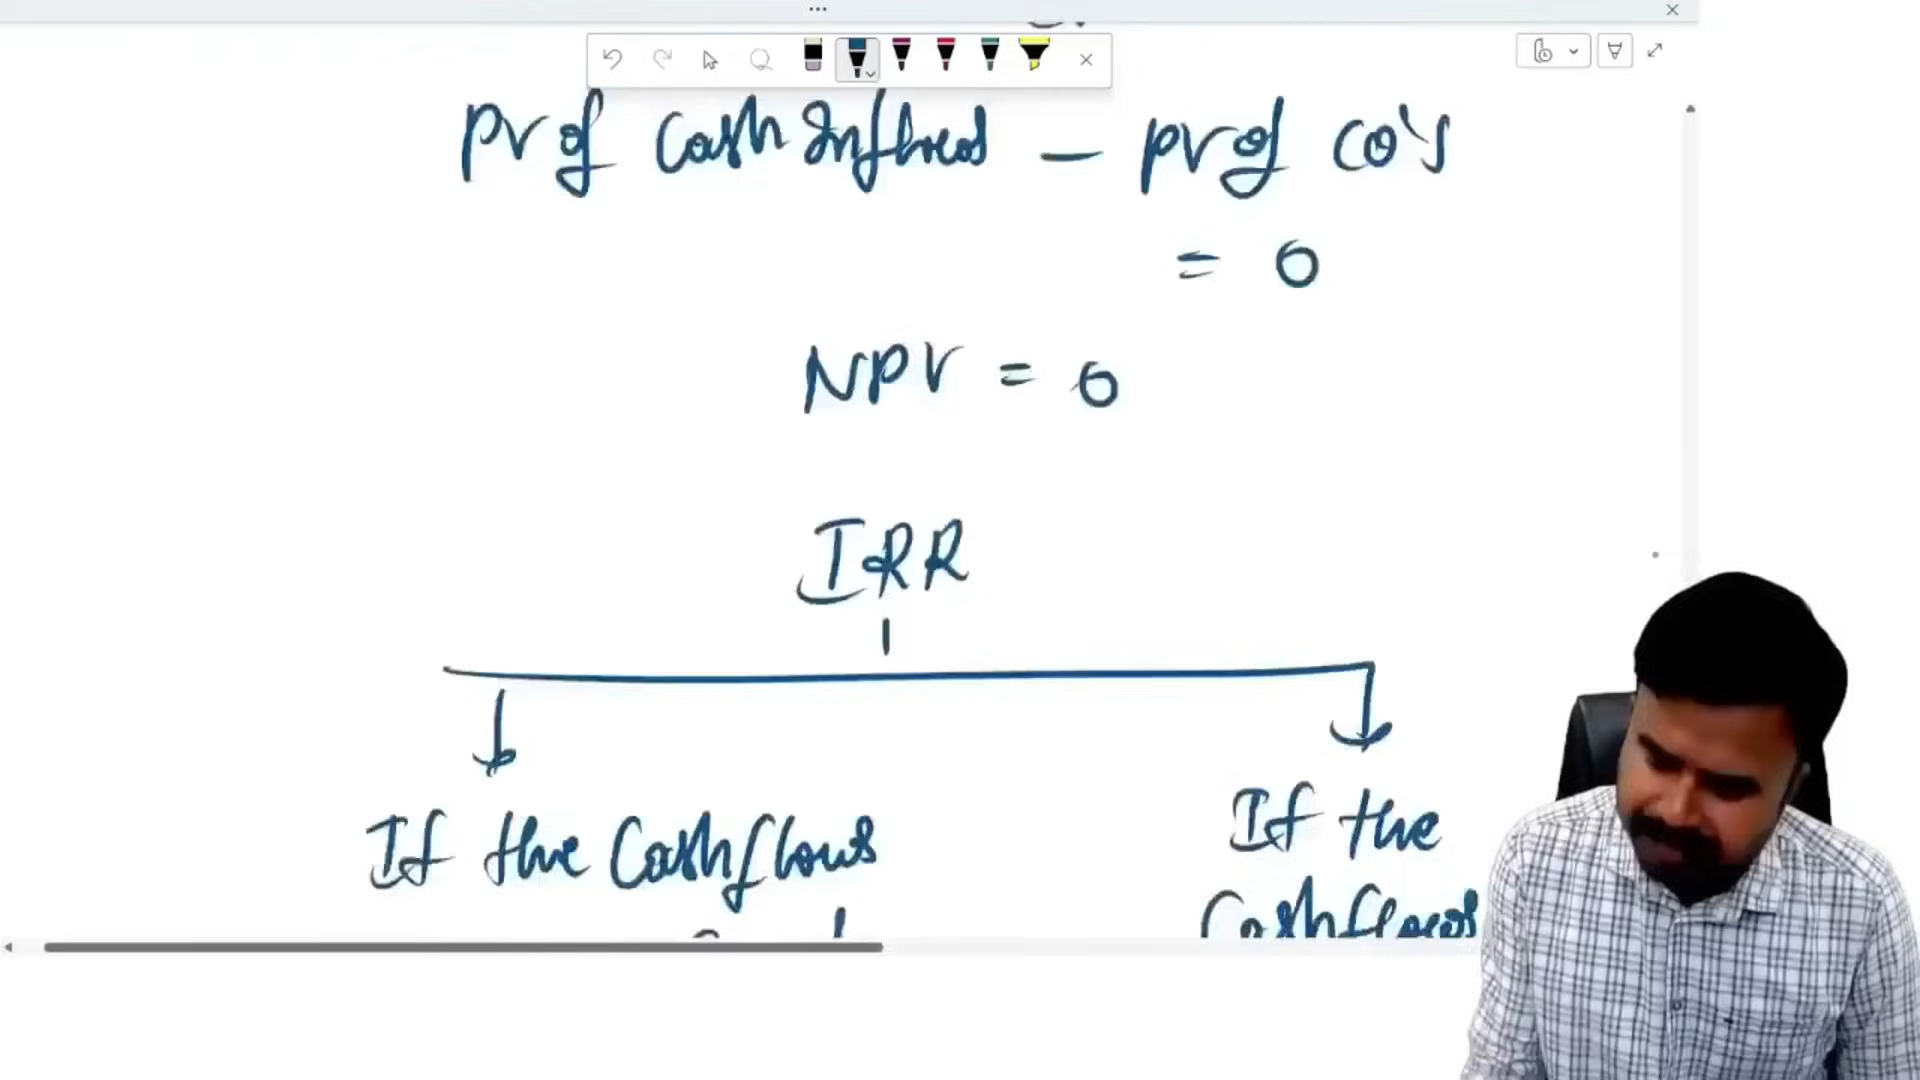 PV of Cash Inflows – PV of CO's
= 0
NPV = 0
IRR
If the Cashflows
If the
Cashflows